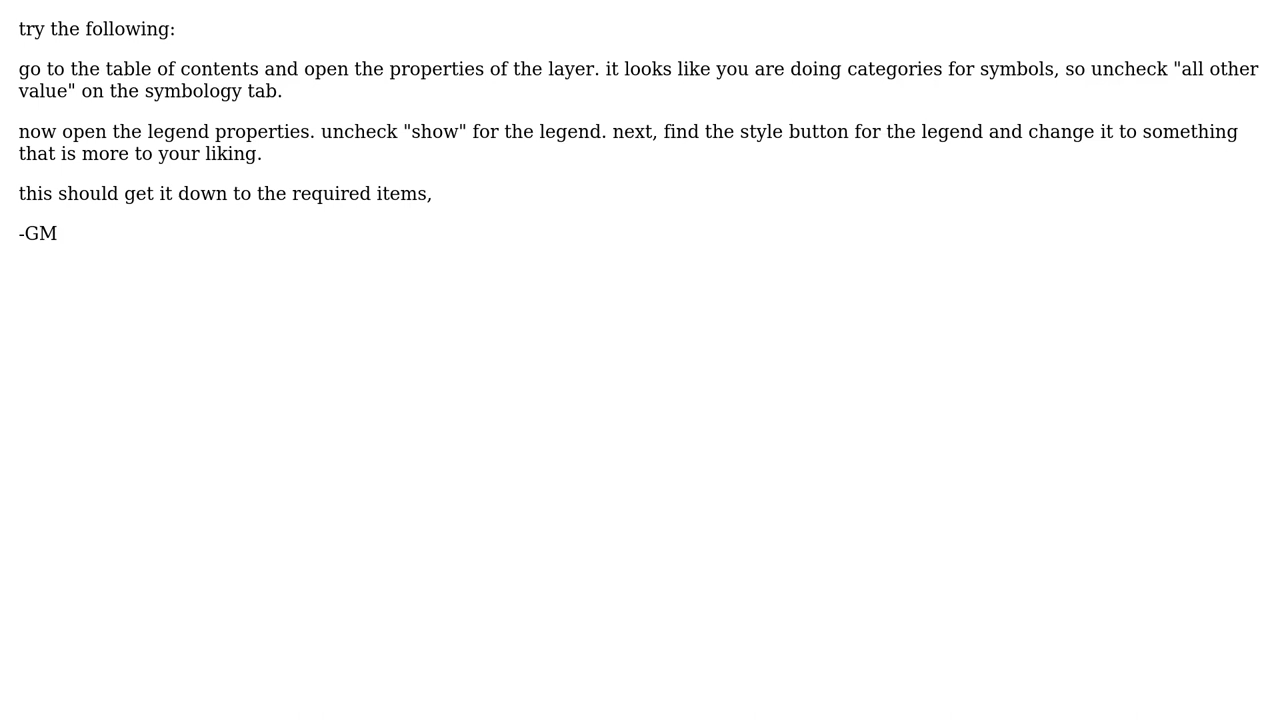 try the following:
go to the table of contents and open the properties of the layer. it looks like you are doing categories for symbols, so uncheck "all other
value" on the symbology tab.
now open the legend properties. uncheck "show" for the legend. next, find the style button for the legend and change it to something
that is more to your liking.
this should get it down to the required items,
-GM